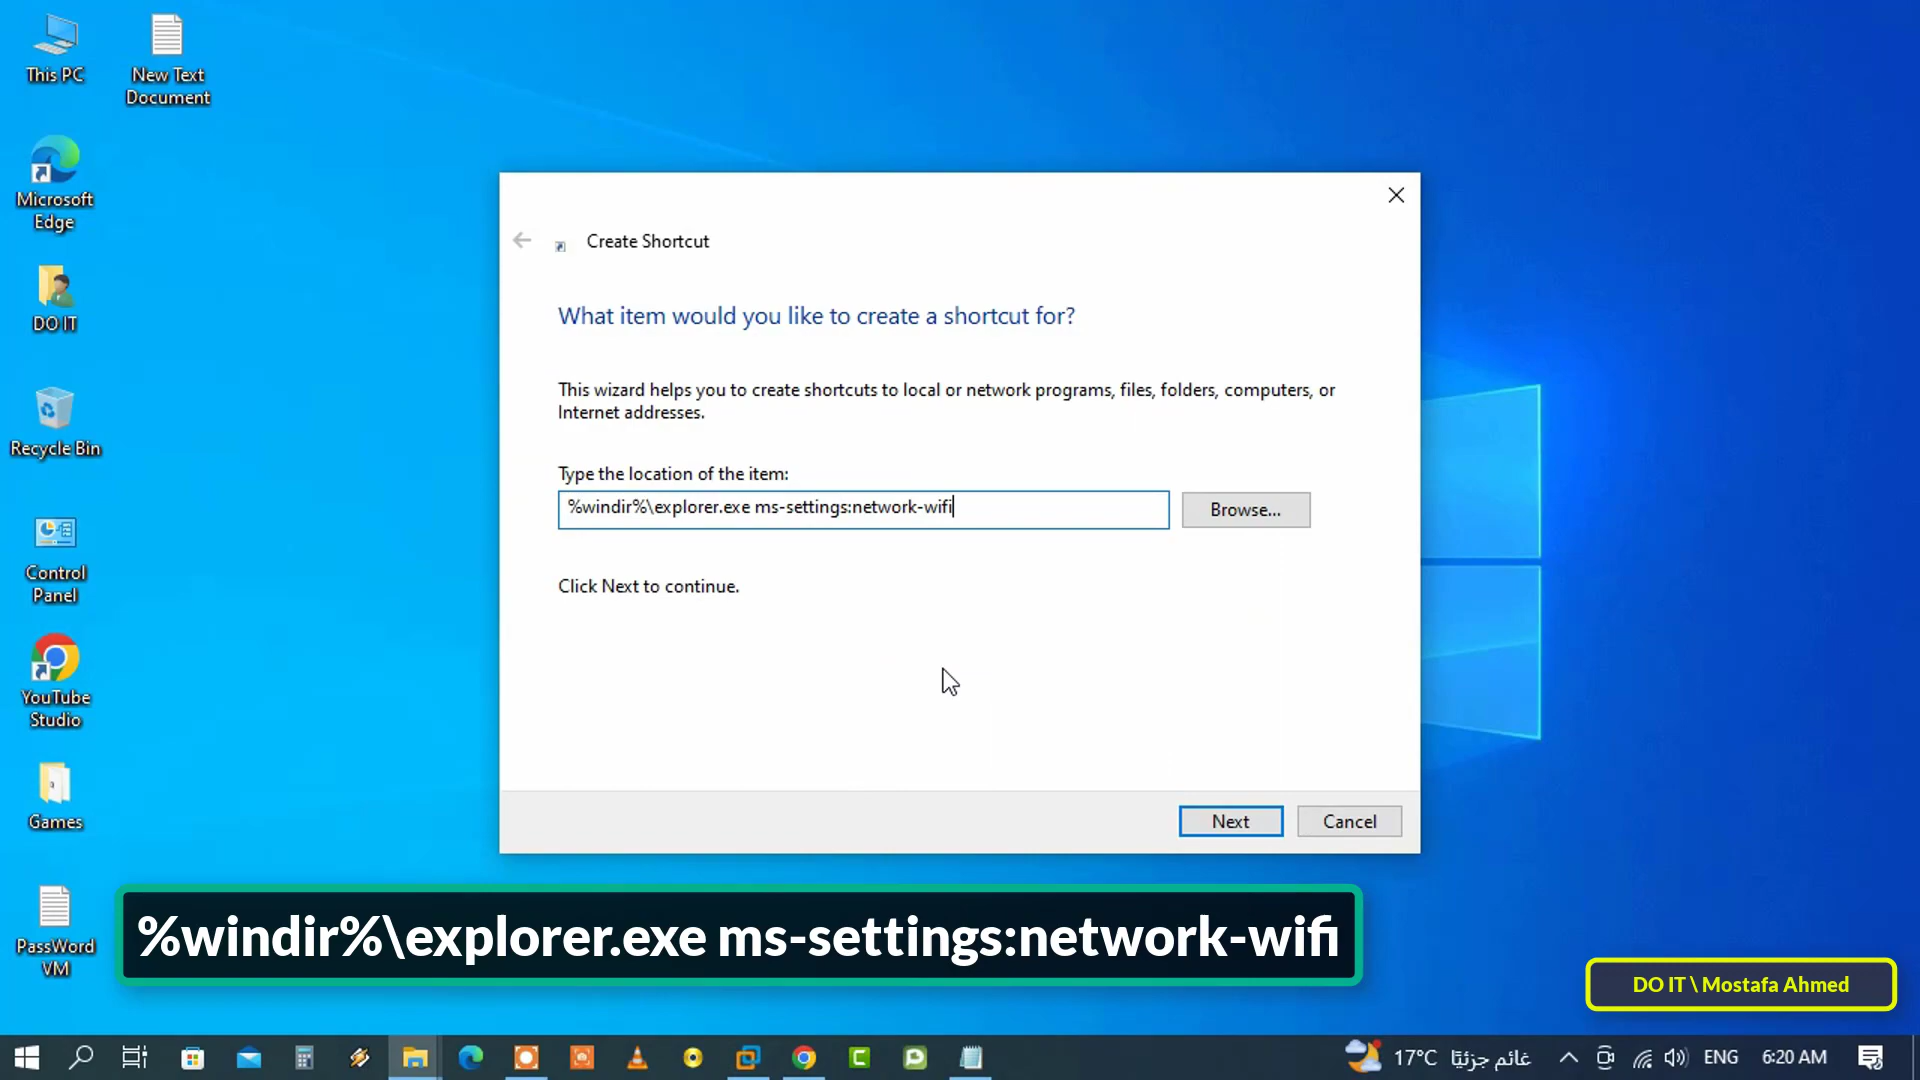 This PC
New Text
Document
Microsoft
Edge
DO IT
Recycle Bin
Control
Panel
YouTube
Studio
Games
PassWord
VM
Create Shortcut
What item would you like to create a shortcut for?
This wizard helps you to create shortcuts to local or network programs, files, folders, computers, or
Internet addresses.
Type the location of the item:
%windir%\explorer.exe ms-settings:network-wifi
Browse...
Click Next to continue.
Next
Cancel
%windir%\explorer.exe ms-settings:network-wifi
DO IT \ Mostafa Ahmed
17°C غائم جزئيًا
ENG
6:20 AM